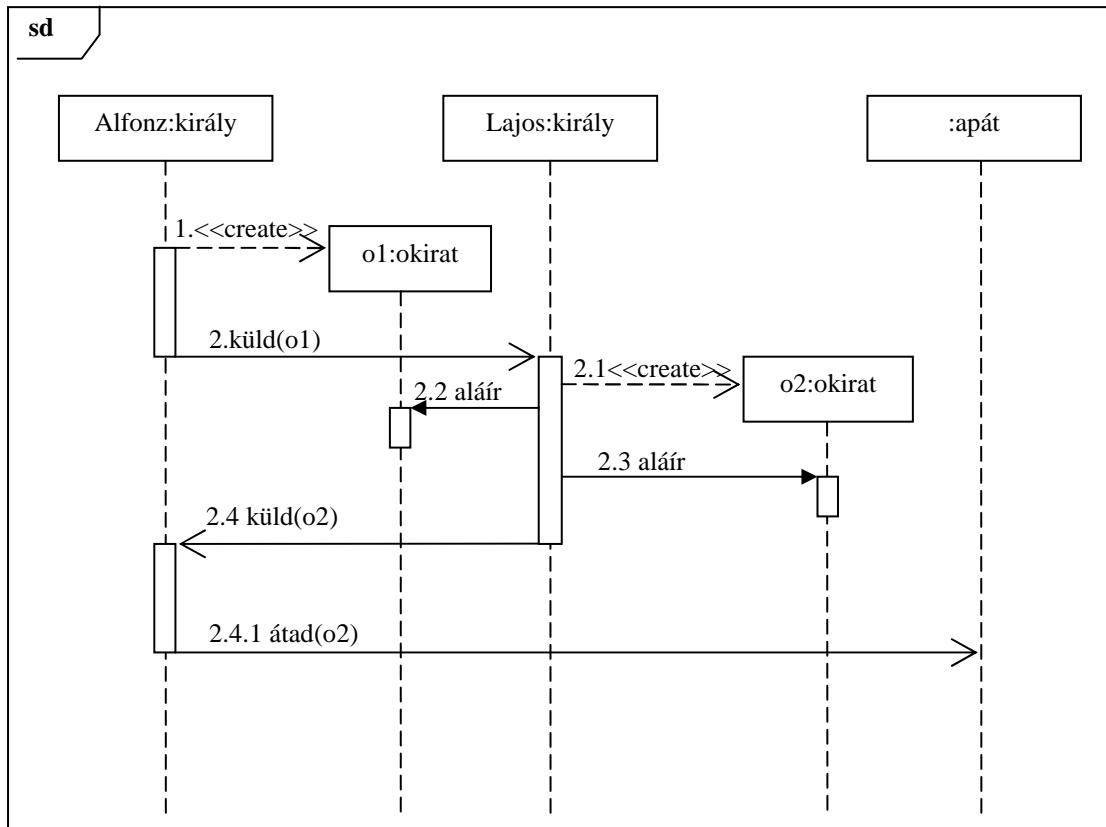 sd
Alfonz:király
Lajos:király
:apát
1.<<create>>
o1:okirat
2.küld(o1)
2.1<<create>>
o2:okirat
2.2 aláír
2.3 aláír
2.4 küld(o2)
2.4.1 átad(o2)